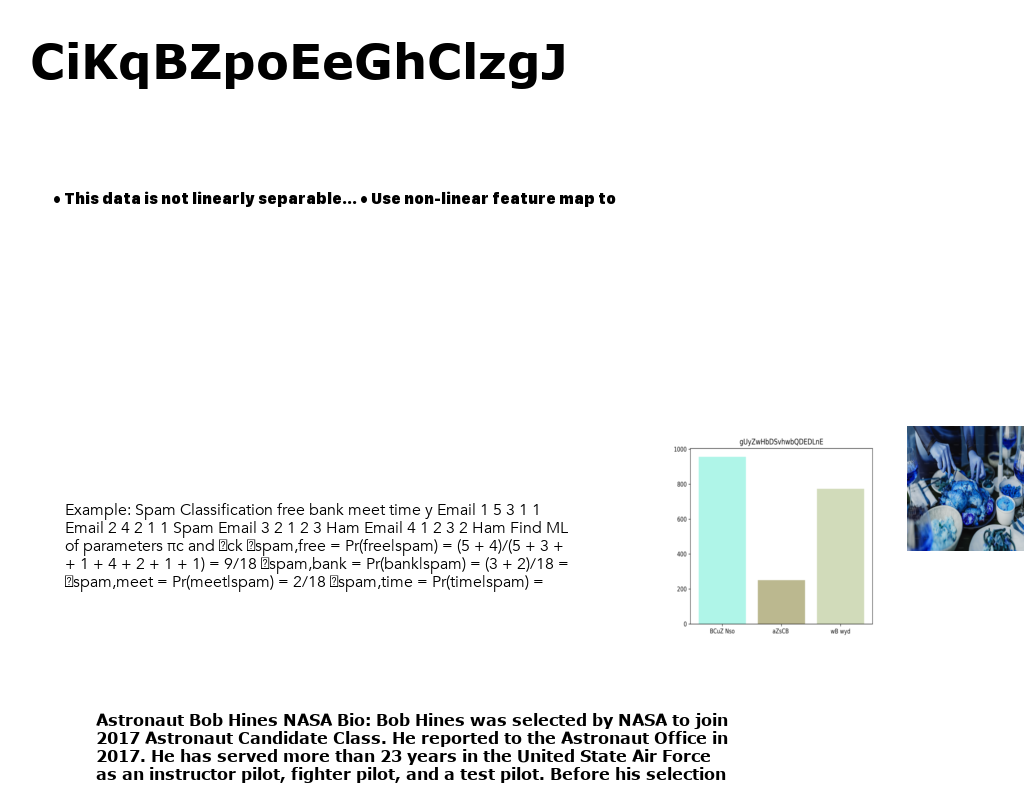 CiKqBZpoEeGhClzgJ
• This data is not linearly separable... • Use non-linear feature map to
Example: Spam Classification free bank meet time y Email 1 5 3 1 1
Email 2 4 2 1 1 Spam Email 3 2 1 2 3 Ham Email 4 1 2 3 2 Ham Find ML
of parameters πc and ck spam,free = Pr(free|spam) = (5 + 4)/(5 + 3 +
+ 1 + 4 + 2 + 1 + 1) = 9/18 spam,bank = Pr(bank|spam) = (3 + 2)/18 =
spam,meet = Pr(meet|spam) = 2/18 spam,time = Pr(time|spam) =
gUyZwHbDSvhwbQDEDLnE
1000
800
600
400
200
0
BCuZ Nso aZsCB wB wyd
Astronaut Bob Hines NASA Bio: Bob Hines was selected by NASA to join
2017 Astronaut Candidate Class. He reported to the Astronaut Office in
2017. He has served more than 23 years in the United State Air Force
as an instructor pilot, fighter pilot, and a test pilot. Before his selection